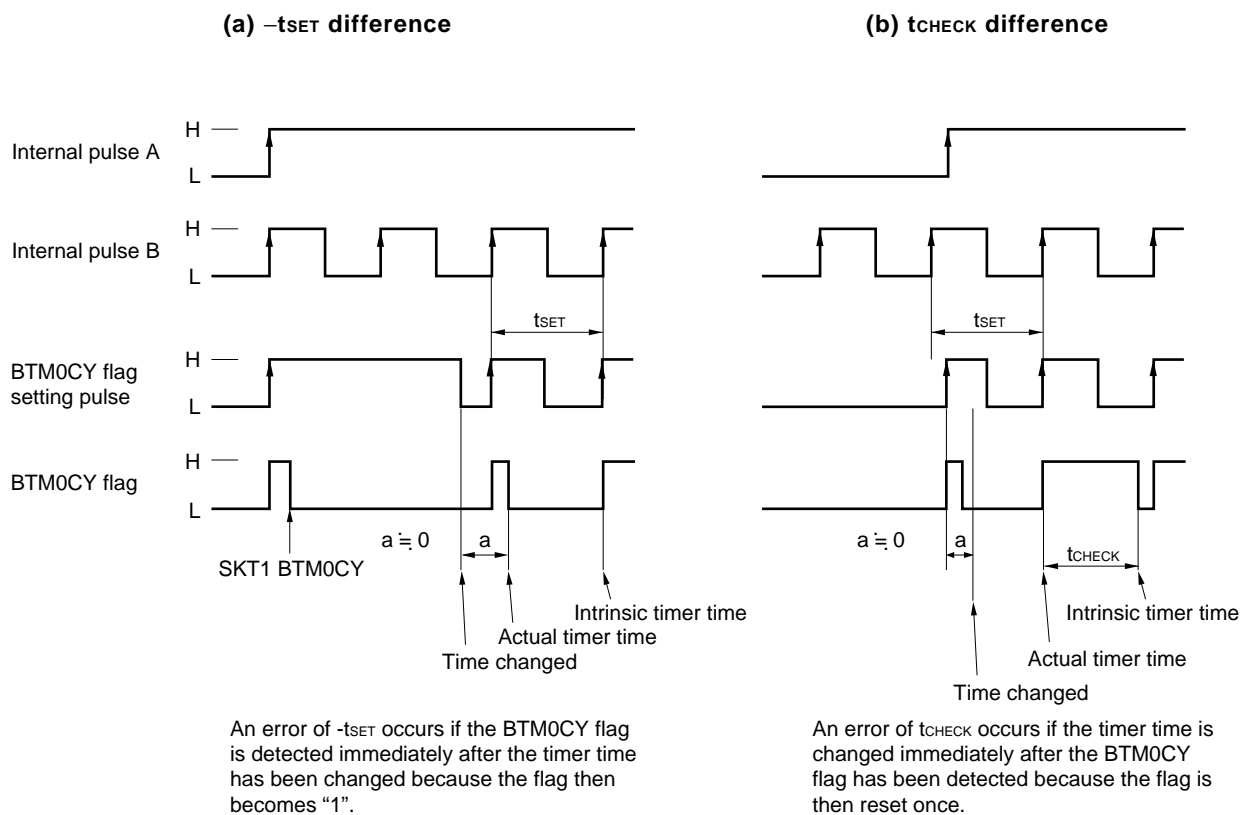 (a) –tSET difference
(b) tCHECK difference
Internal pulse A
H
L
Internal pulse B
H
L
tSET
tSET
BTM0CY flag
setting pulse
H
L
BTM0CY flag
H
L
SKT1 BTM0CY
a ≒ 0
a
Intrinsic timer time
Actual timer time
Time changed
a ≒ 0
a
tCHECK
Intrinsic timer time
Actual timer time
Time changed
An error of -tSET occurs if the BTM0CY flag
is detected immediately after the timer time
has been changed because the flag then
becomes “1”.
An error of tCHECK occurs if the timer time is
changed immediately after the BTM0CY
flag has been detected because the flag is
then reset once.